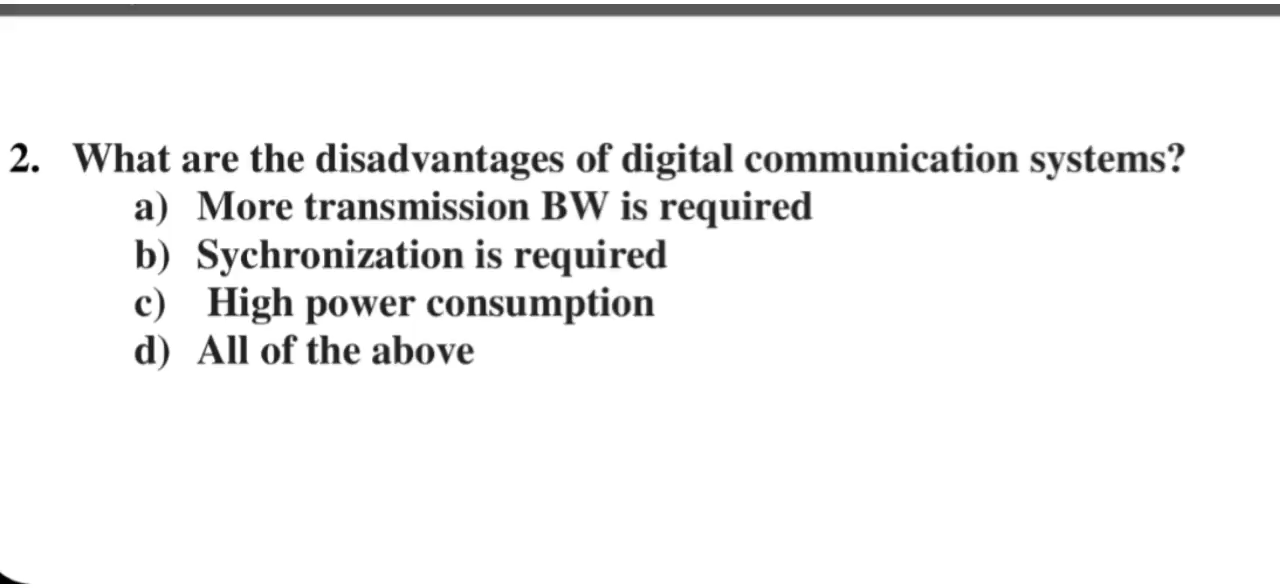 2. What are the disadvantages of digital communication systems?
a) More transmission BW is required
b) Sychronization is required
c) High power consumption
d) All of the above